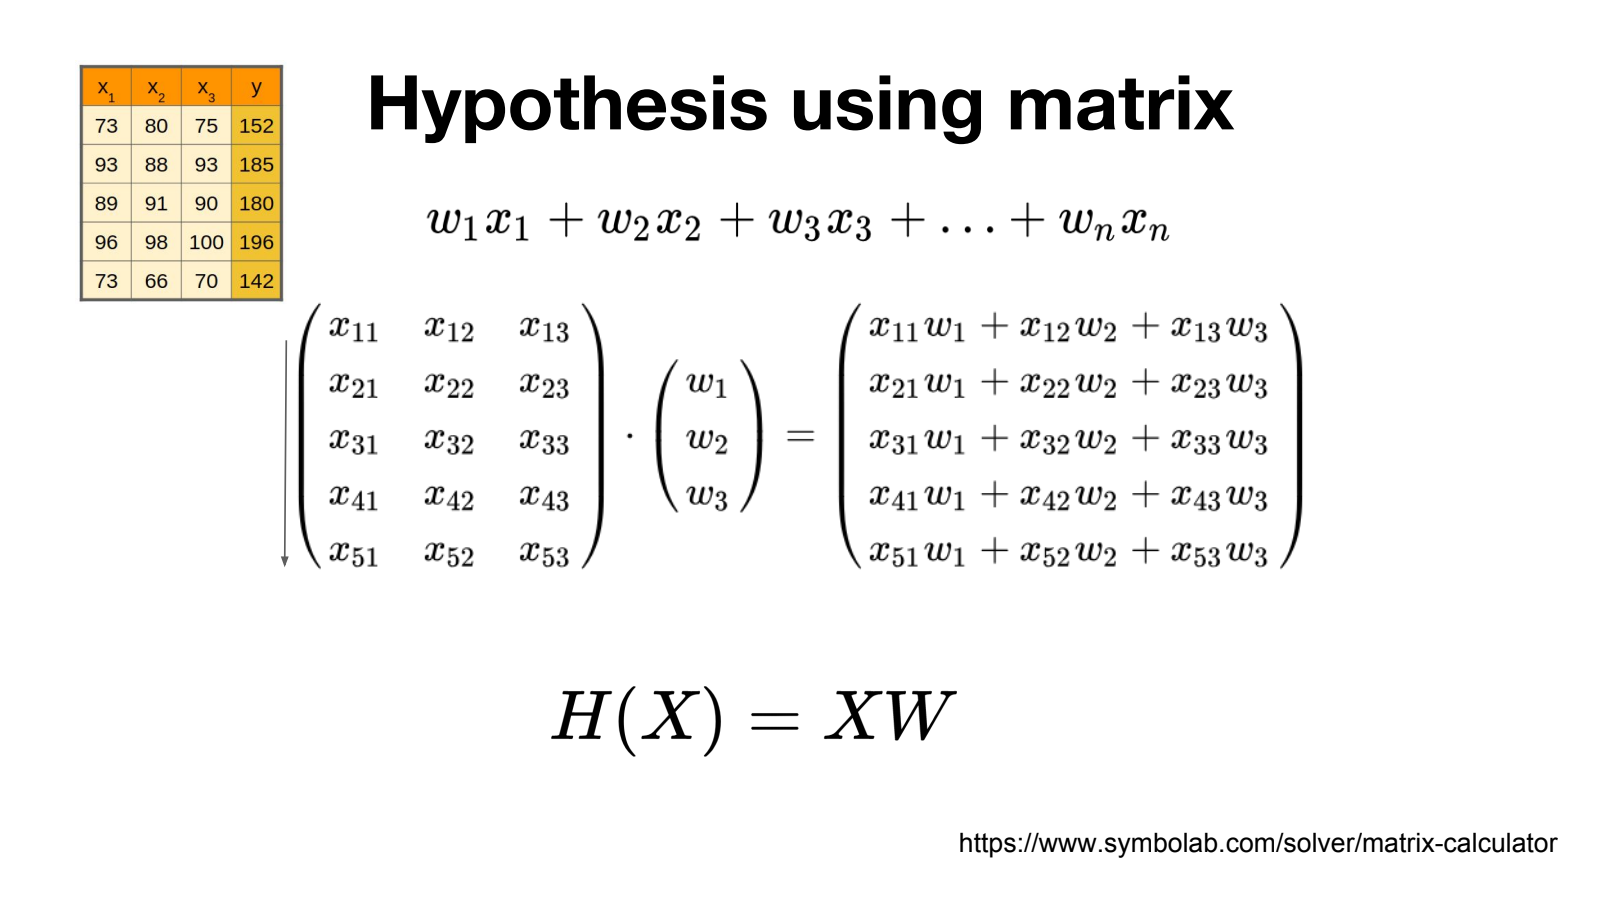 Hypothesis using matrix
x₁ x₂ x₃ y
73 80 75 152
93 88 93 185
89 91 90 180
96 98 100 196
73 66 70 142
w₁x₁ + w₂x₂ + w₃x₃ + ... + wₙxₙ
( x₁₁ x₁₂ x₁₃ ) ( x₁₁w₁ + x₁₂w₂ + x₁₃w₃ )
( x₂₁ x₂₂ x₂₃ ) ( w₁ ) ( x₂₁w₁ + x₂₂w₂ + x₂₃w₃ )
( x₃₁ x₃₂ x₃₃ ) · ( w₂ ) = ( x₃₁w₁ + x₃₂w₂ + x₃₃w₃ )
( x₄₁ x₄₂ x₄₃ ) ( w₃ ) ( x₄₁w₁ + x₄₂w₂ + x₄₃w₃ )
( x₅₁ x₅₂ x₅₃ ) ( x₅₁w₁ + x₅₂w₂ + x₅₃w₃ )
H(X) = XW
https://www.symbolab.com/solver/matrix-calculator